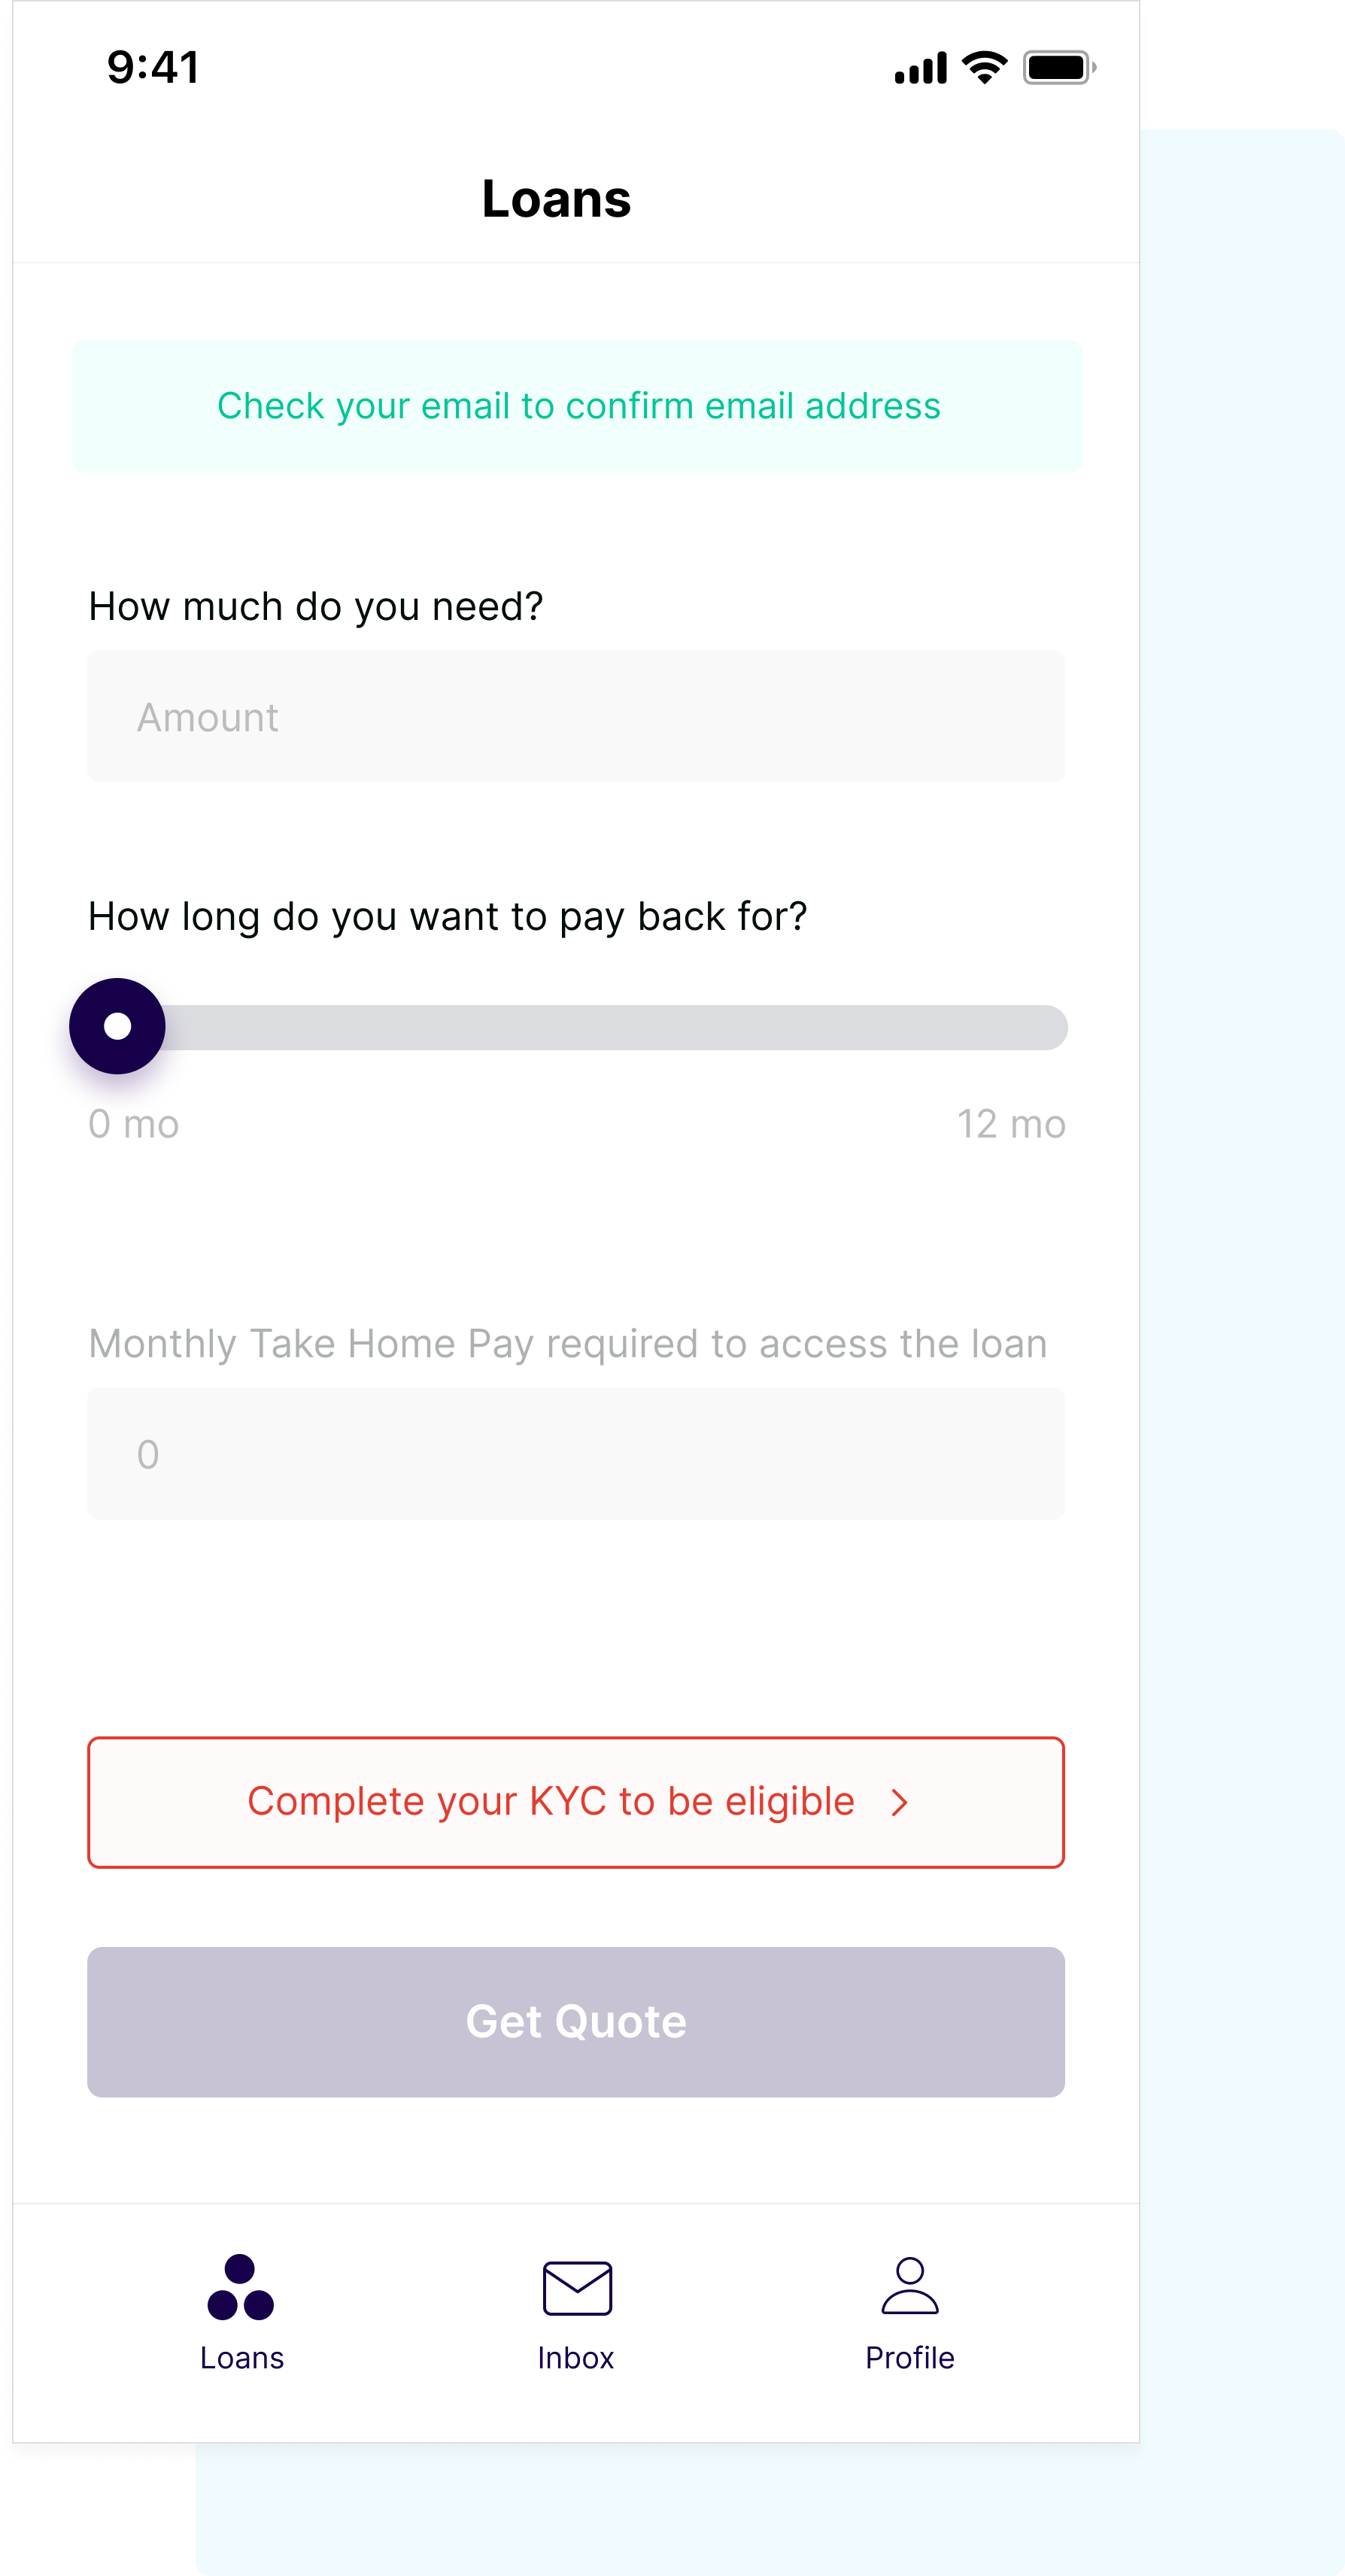 9:41
Loans
Check your email to confirm email address
How much do you need?
Amount
How long do you want to pay back for?
0 mo
12 mo
Monthly Take Home Pay required to access the loan
0
Complete your KYC to be eligible
Get Quote
Loans
Inbox
Profile